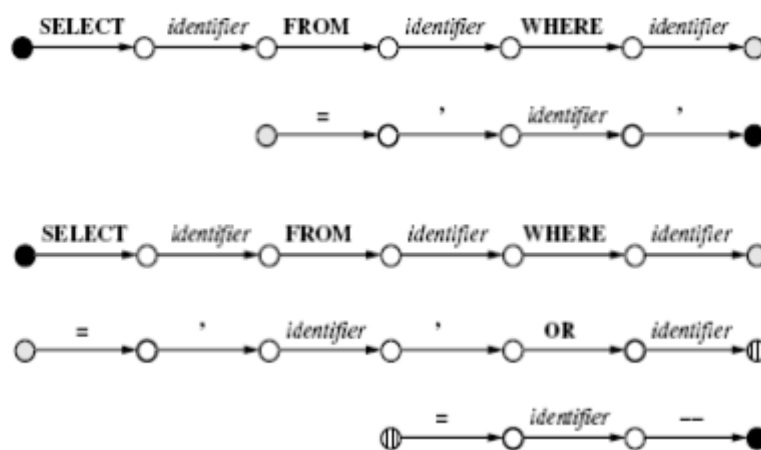 SELECT identifier FROM identifier WHERE identifier
= ’ identifier ’
SELECT identifier FROM identifier WHERE identifier
= ’ identifier ’ OR identifier
= identifier --